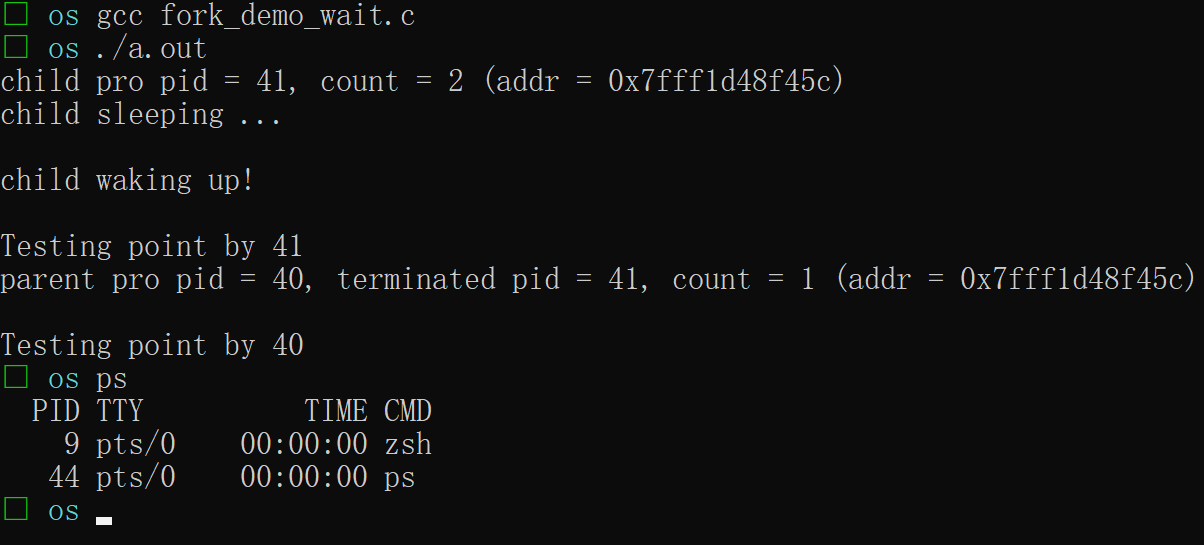 os gcc fork_demo_wait.c
os ./a.out
child pro pid = 41, count = 2 (addr = 0x7fff1d48f45c)
child sleeping ...
child waking up!
Testing point by 41
parent pro pid = 40, terminated pid = 41, count = 1 (addr = 0x7fff1d48f45c)
Testing point by 40
os ps
PID TTY TIME CMD
9 pts/0 00:00:00 zsh
44 pts/0 00:00:00 ps
os